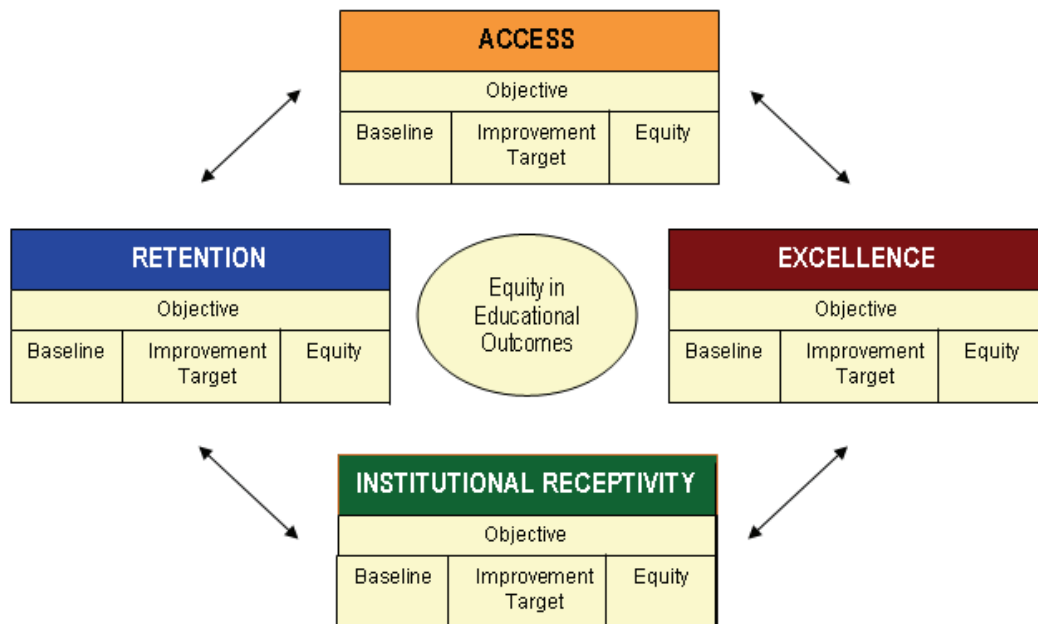 ACCESS
Objective
Baseline
Improvement
Target
Equity
RETENTION
Objective
Baseline
Improvement
Target
Equity
Equity in
Educational
Outcomes
EXCELLENCE
Objective
Baseline
Improvement
Target
Equity
INSTITUTIONAL RECEPTIVITY
Objective
Baseline
Improvement
Target
Equity